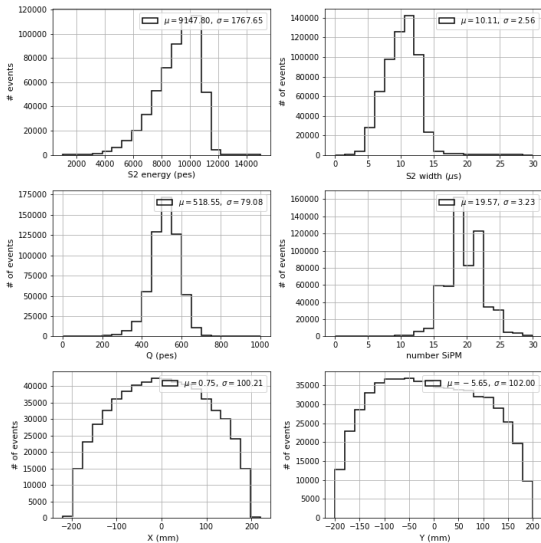 μ = 9147.80, σ = 1767.65
# of events
120000
100000
80000
60000
40000
20000
0
2000 4000 6000 8000 10000 12000 14000
S2 energy (pes)
μ = 10.11, σ = 2.56
# of events
140000
120000
100000
80000
60000
40000
20000
0
0 5 10 15 20 25 30
S2 width (μs)
μ = 518.55, σ = 79.08
# of events
175000
150000
125000
100000
75000
50000
25000
0
0 200 400 600 800 1000
Q (pes)
μ = 19.57, σ = 3.23
# of events
160000
140000
120000
100000
80000
60000
40000
20000
0
0 5 10 15 20 25 30
number SiPM
μ = 0.75, σ = 100.21
# of events
40000
35000
30000
25000
20000
15000
10000
5000
0
−200 −100 0 100 200
X (mm)
μ = −5.65, σ = 102.00
# of events
35000
30000
25000
20000
15000
10000
5000
0
−200 −150 −100 −50 0 50 100 150 200
Y (mm)